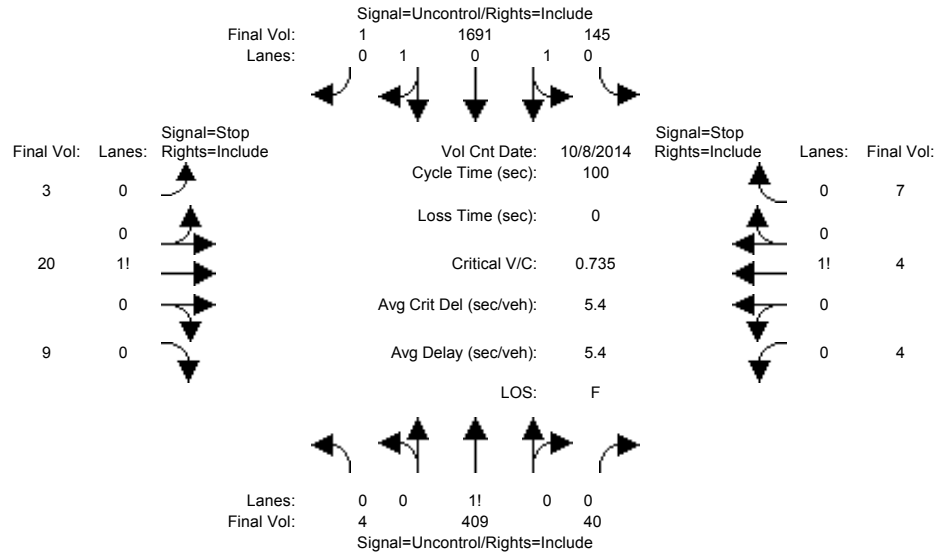 Signal=Uncontrol/Rights=Include
Final Vol: 1 1691 145
Lanes: 0 1 0 1 0
Signal=Stop Signal=Stop
Final Vol: Lanes: Rights=Include Vol Cnt Date: 10/8/2014 Rights=Include Lanes: Final Vol:
Cycle Time (sec): 100
3 0 0 7
Loss Time (sec): 0
0 0
20 1! Critical V/C: 0.735 1! 4
0 Avg Crit Del (sec/veh): 5.4 0
9 0 Avg Delay (sec/veh): 5.4 0 4
LOS: F
Lanes: 0 0 1! 0 0
Final Vol: 4 409 40
Signal=Uncontrol/Rights=Include